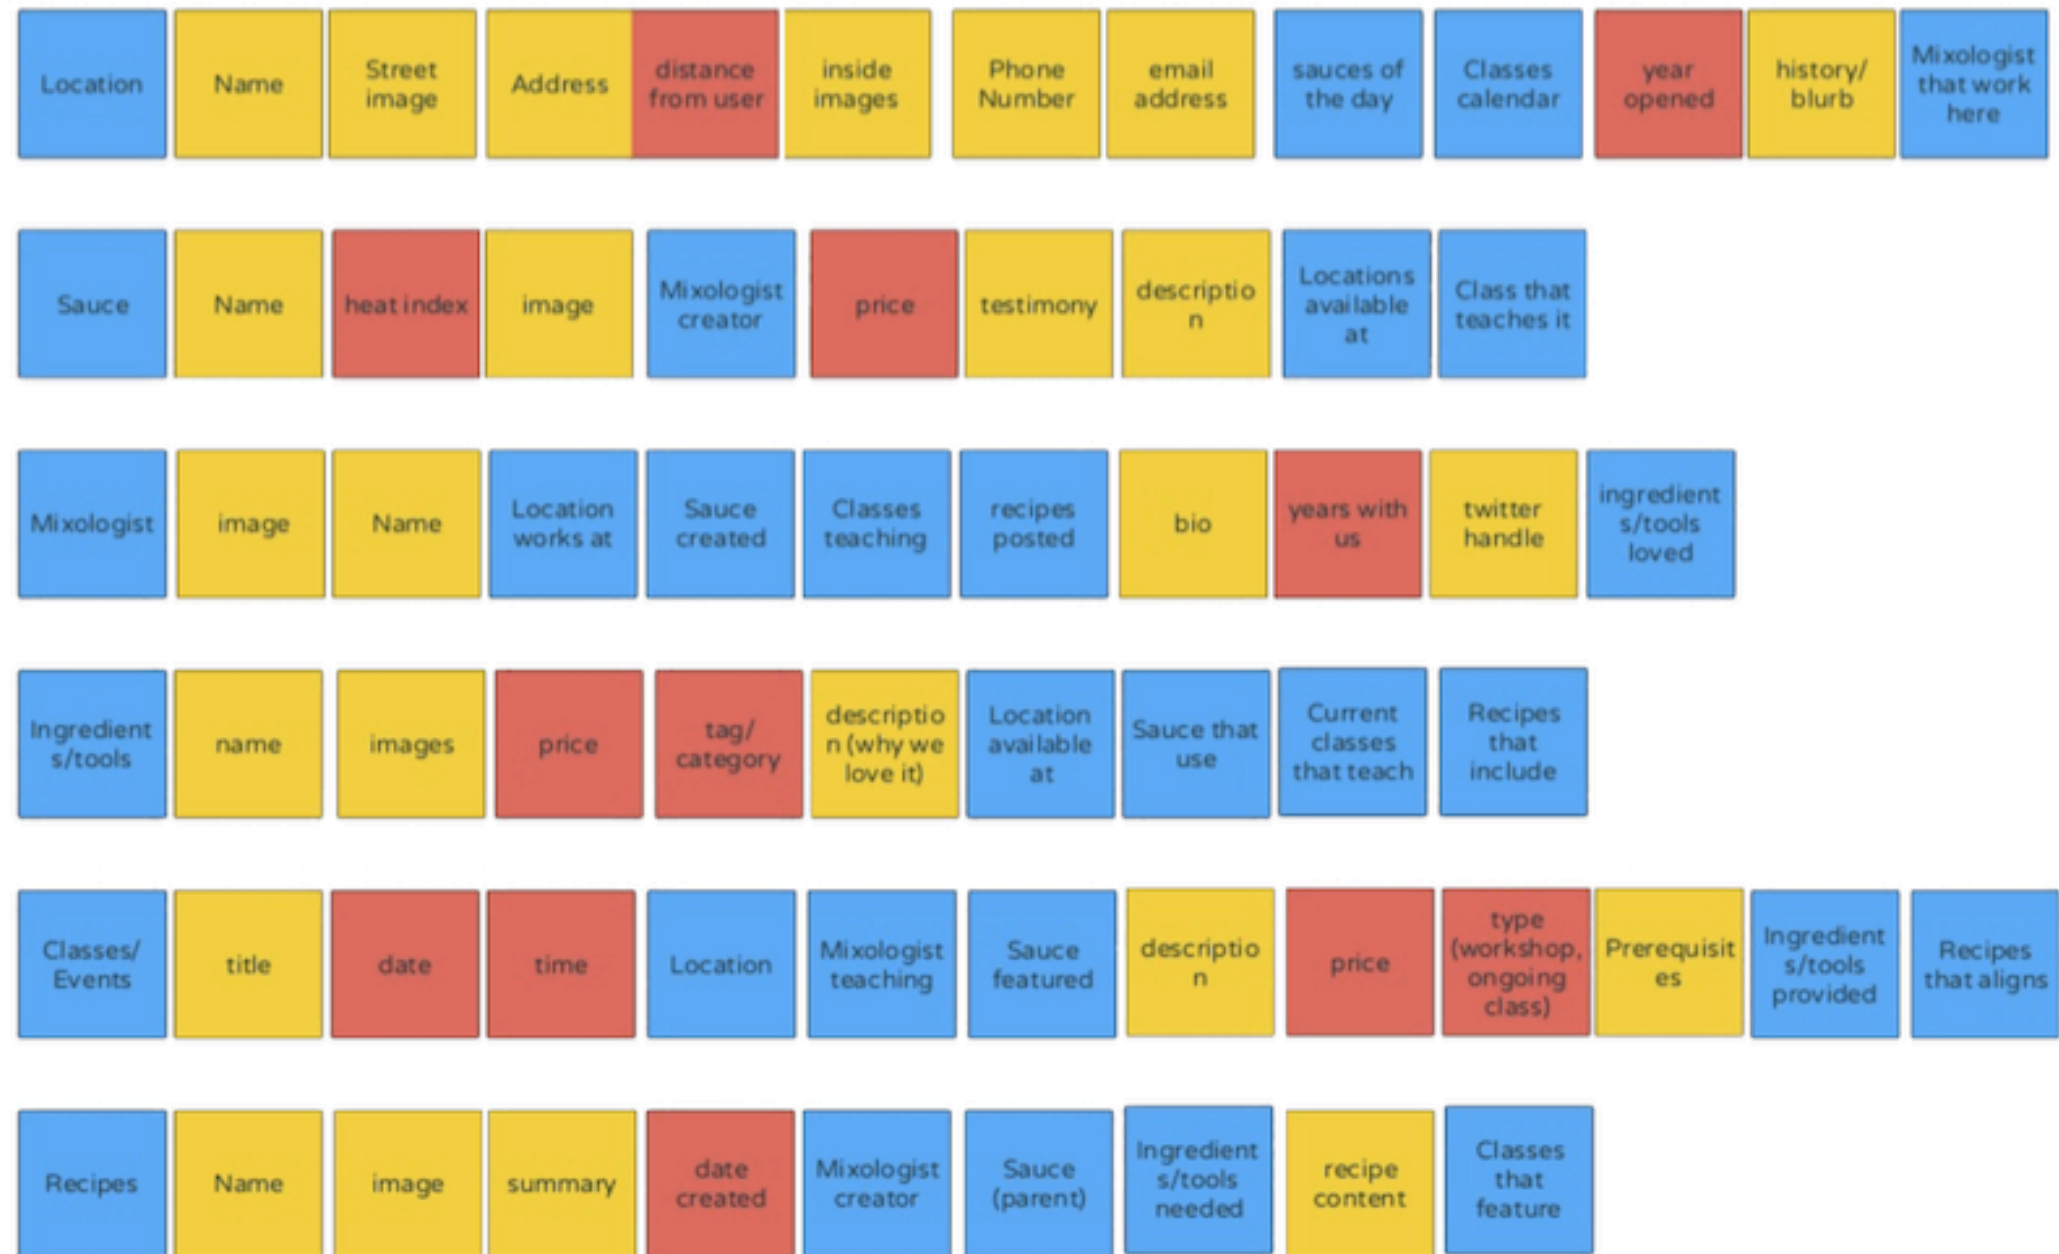 Location
Name
Street
image
Address
distance
from user
inside
images
Phone
Number
email
address
sauces of
the day
Classes
calendar
year
opened
history/
blurb
Mixologist
that work
here
Sauce
Name
heat index
image
Mixologist
creator
price
testimony
descriptio
n
Locations
available
at
Class that
teaches it
Mixologist
image
Name
Location
works at
Sauce
created
Classes
teaching
recipes
posted
bio
years with
us
twitter
handle
ingredient
s/tools
loved
Ingredient
s/tools
name
images
price
tag/
category
descriptio
n (why we
love it)
Location
available
at
Sauce that
use
Current
classes
that teach
Recipes
that
include
Classes/
Events
title
date
time
Location
Mixologist
teaching
Sauce
featured
descriptio
n
price
type
(workshop,
ongoing
class)
Prerequisit
es
Ingredient
s/tools
provided
Recipes
that aligns
Recipes
Name
image
summary
date
created
Mixologist
creator
Sauce
(parent)
Ingredient
s/tools
needed
recipe
content
Classes
that
feature